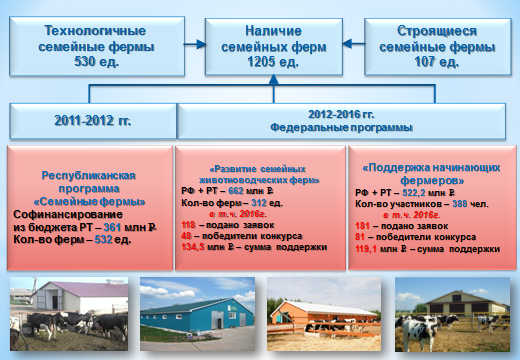 Технологичные
семейные фермы
530 ед.
Наличие
семейных ферм
1205 ед.
Строящиеся
семейные фермы
107 ед.
2011-2012 гг.
2012-2016 гг.
Федеральные программы
Республиканская
программа
«Семейные фермы»
Софинансирование
из бюджета РТ – 361 млн ₽
Кол-во ферм – 532 ед.
«Развитие семейных
животноводческих ферм»
РФ + РТ – 662 млн ₽
Кол-во ферм – 312 ед.
в т.ч. 2016г.
118 – подано заявок
48 – победители конкурса
134,5 млн ₽ – сумма поддержки
«Поддержка начинающих
фермеров»
РФ + РТ – 522,2 млн ₽
Кол-во участников – 388 чел.
в т.ч. 2016г.
181 – подано заявок
81 – победители конкурса
119,1 млн ₽ – сумма поддержки